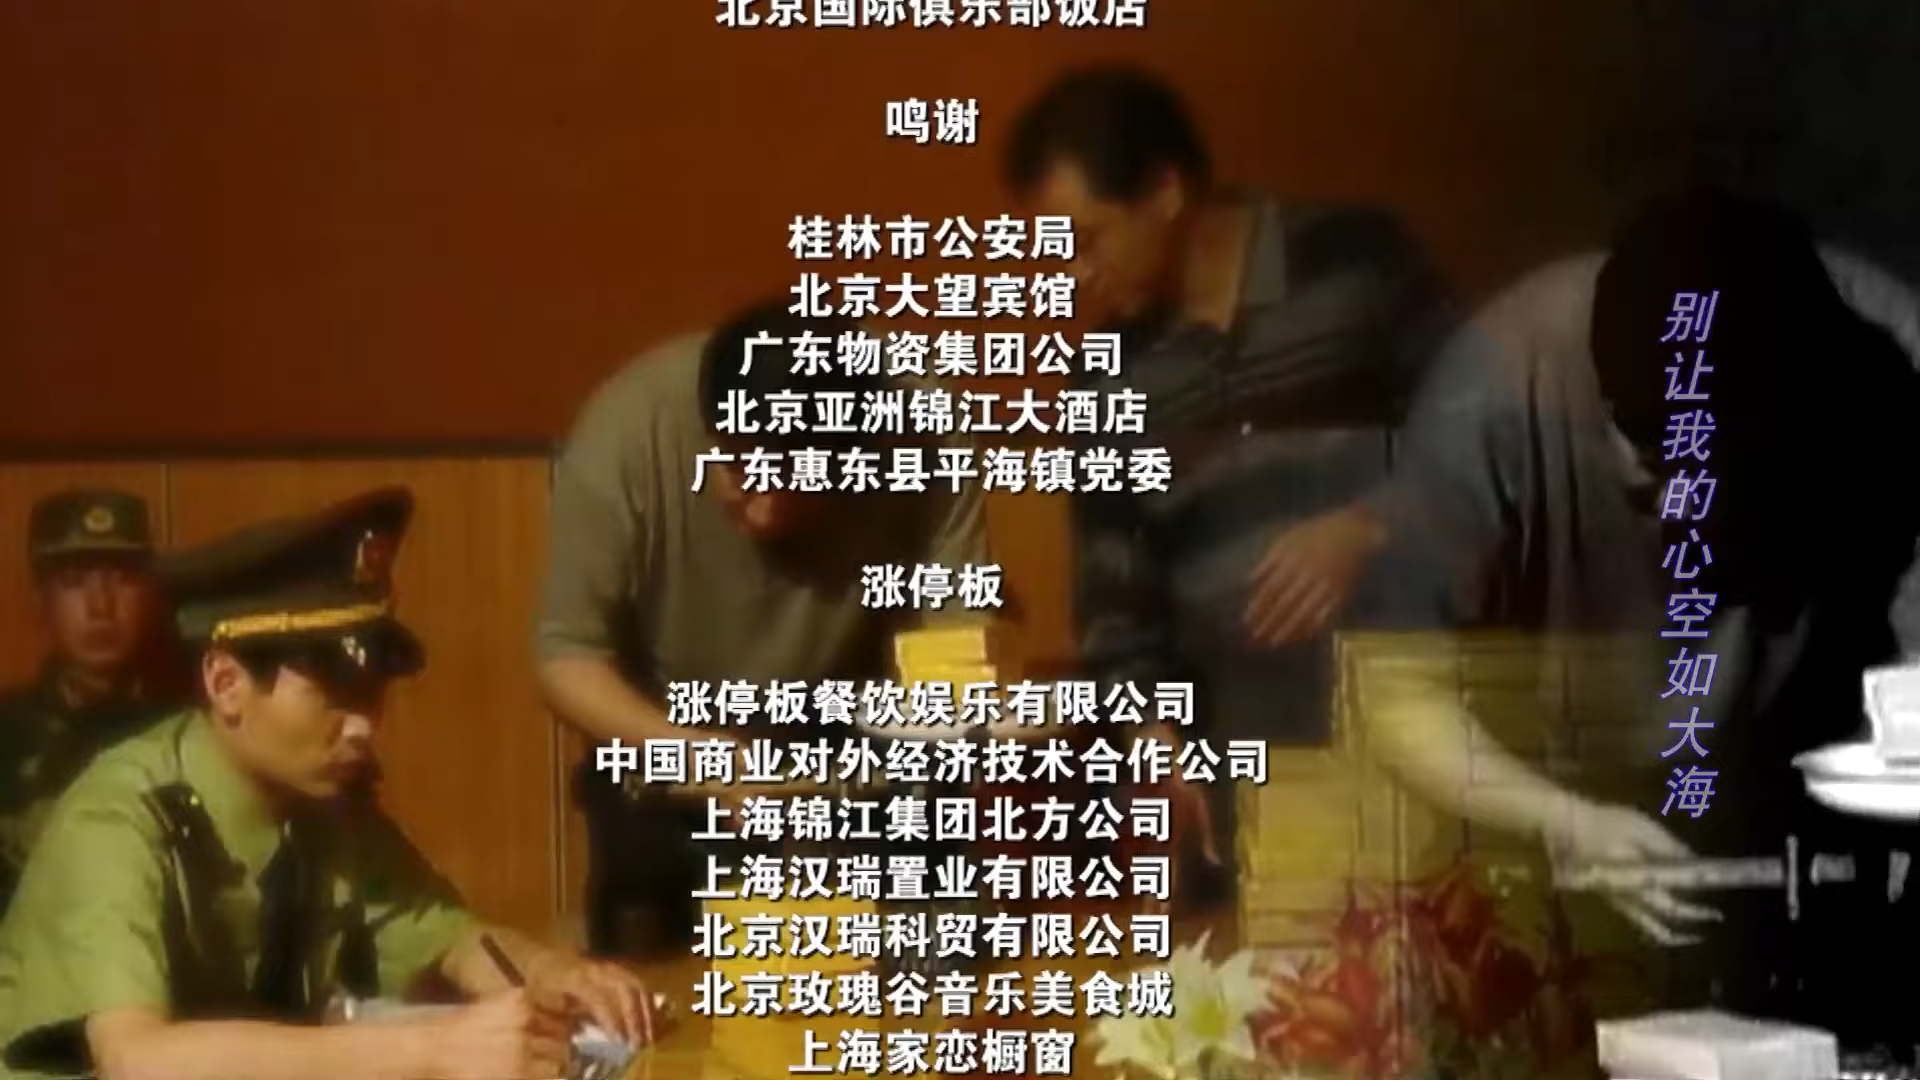 北京国际俱乐部饭店
鸣谢
桂林市公安局
北京大望宾馆
广东物资集团公司
北京亚洲锦江大酒店
广东惠东县平海镇党委
涨停板
涨停板餐饮娱乐有限公司
中国商业对外经济技术合作公司
上海锦江集团北方公司
上海汉瑞置业有限公司
北京汉瑞科贸有限公司
北京玫瑰谷音乐美食城
上海家恋橱窗
别让我的心空如大海